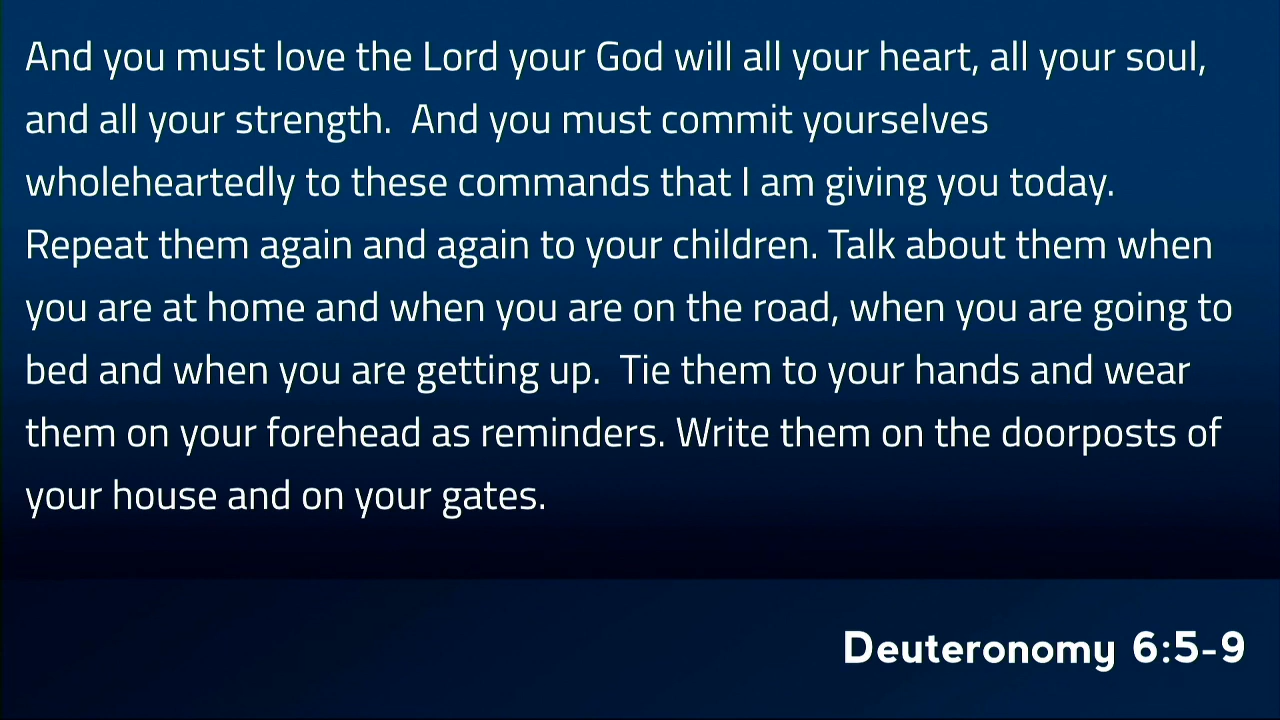 And you must love the Lord your God will all your heart, all your soul,
and all your strength.  And you must commit yourselves
wholeheartedly to these commands that I am giving you today.
Repeat them again and again to your children. Talk about them when
you are at home and when you are on the road, when you are going to
bed and when you are getting up.  Tie them to your hands and wear
them on your forehead as reminders. Write them on the doorposts of
your house and on your gates.
Deuteronomy 6:5-9